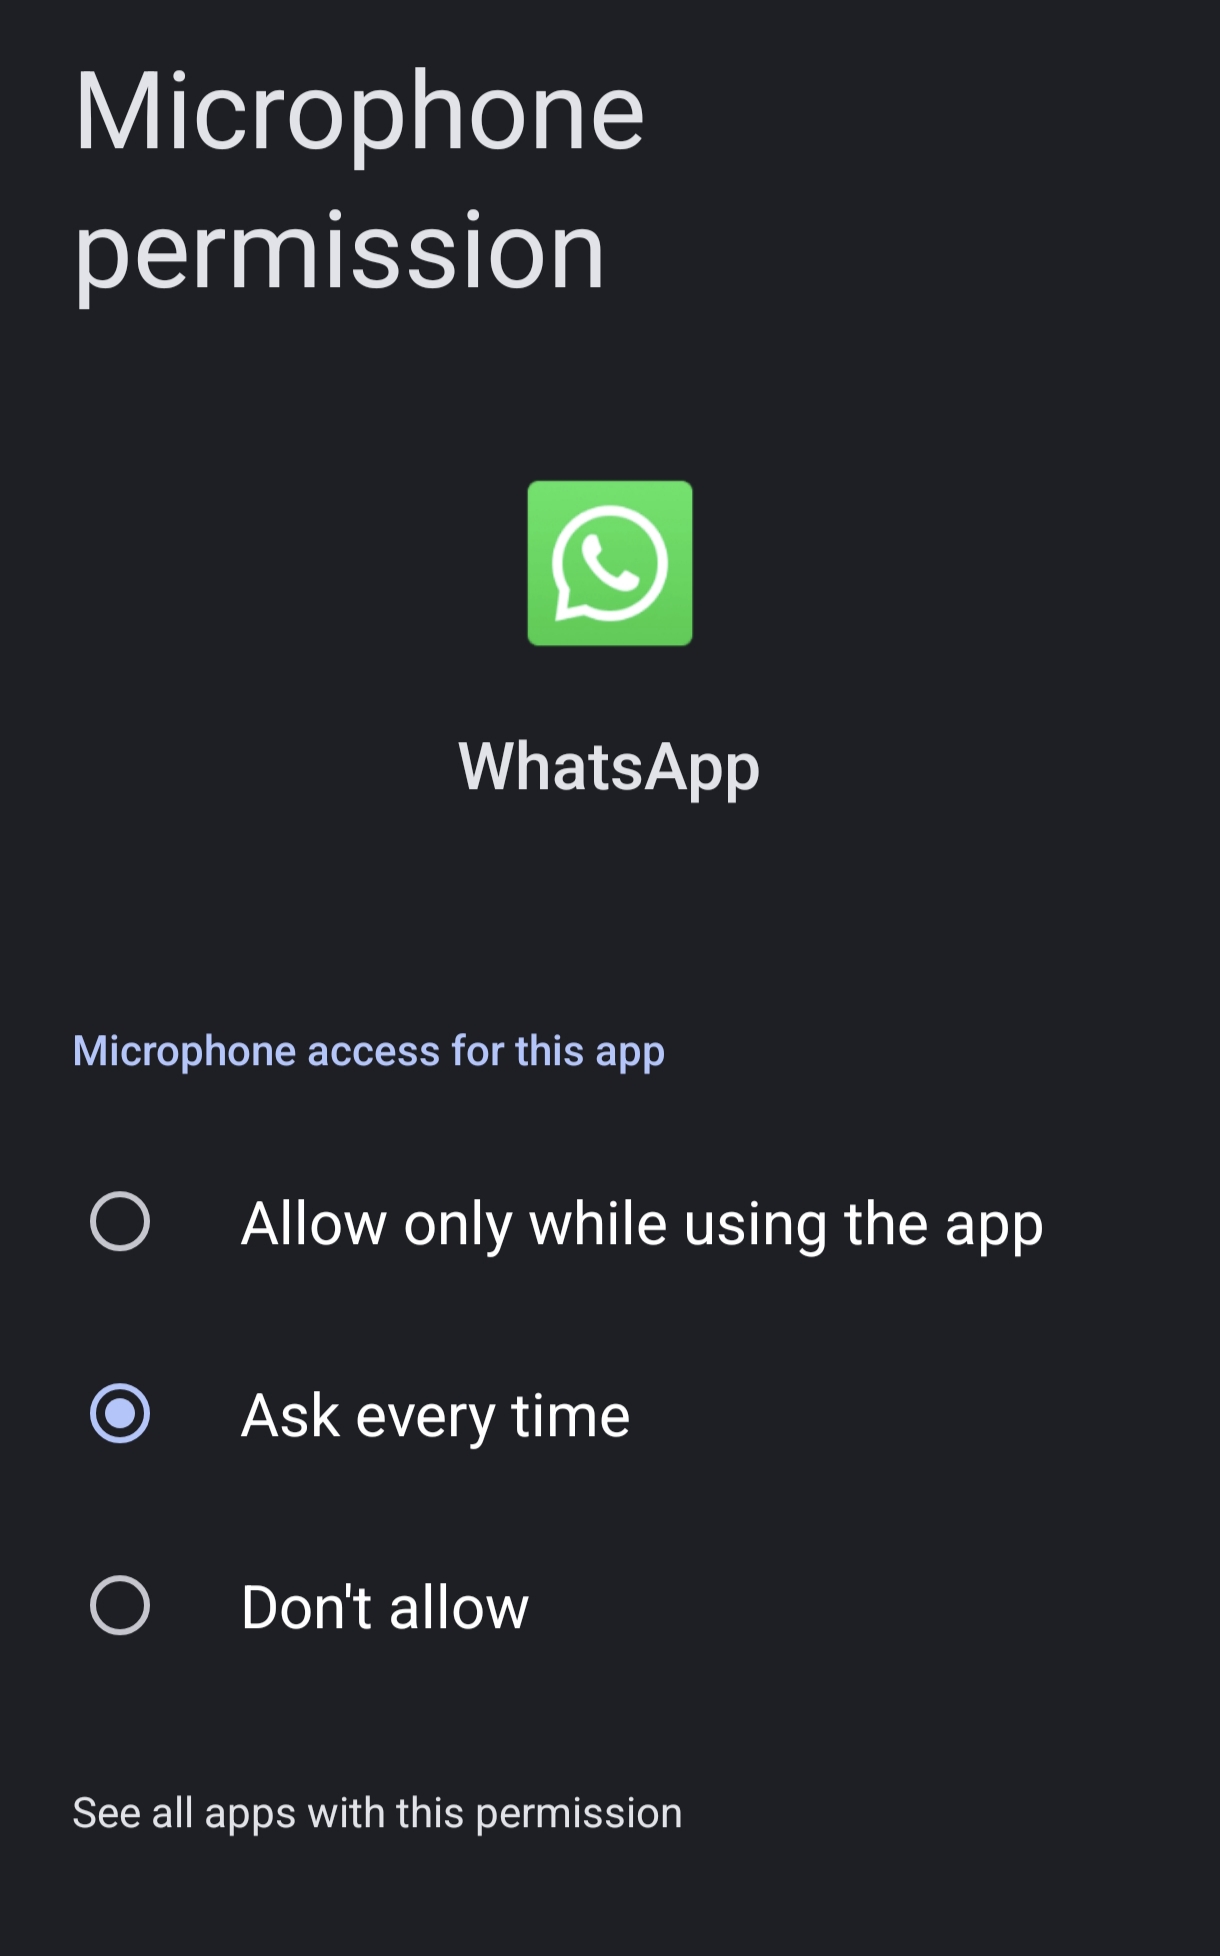 Microphone
permission
WhatsApp
Microphone access for this app
Allow only while using the app
Ask every time
Don't allow
See all apps with this permission